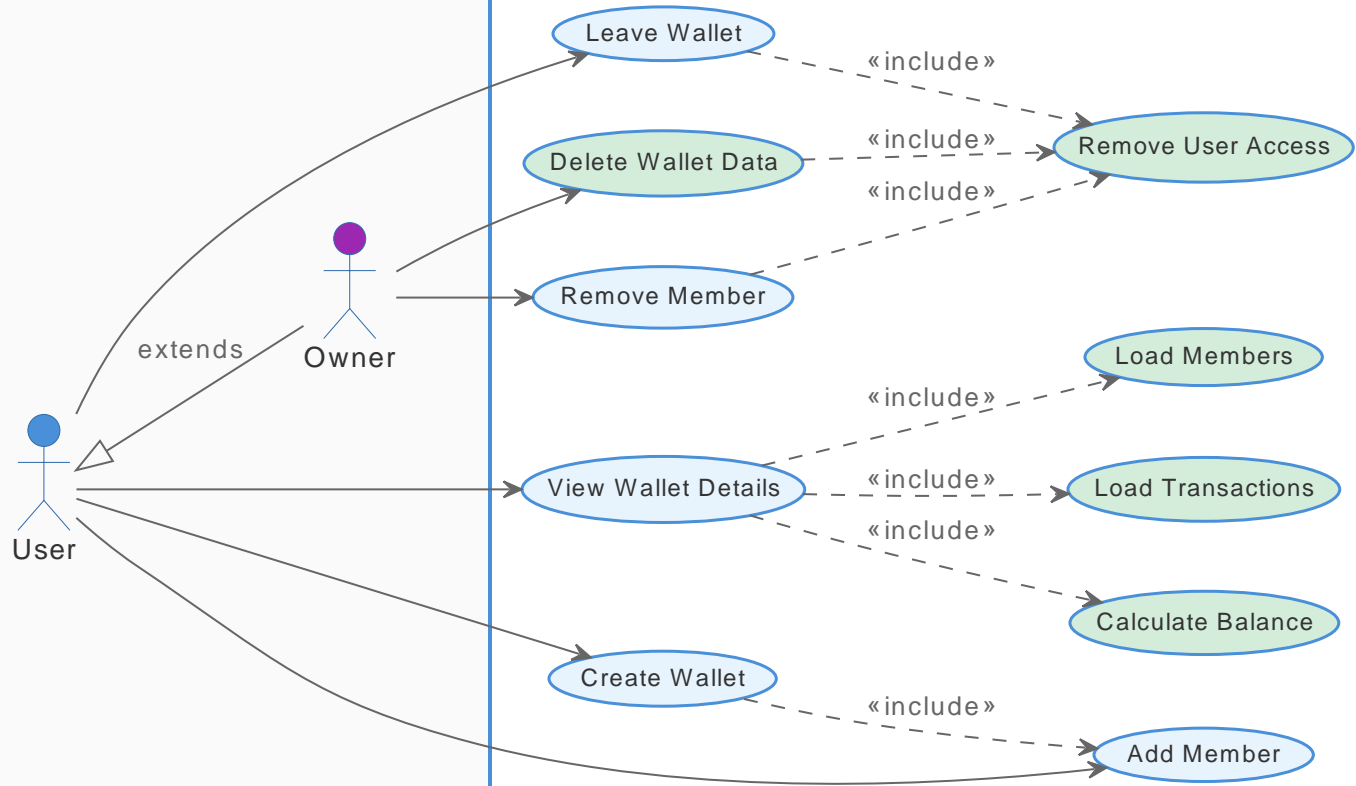 Leave Wallet
«include»
Delete Wallet Data
«include»
Remove User Access
«include»
Remove Member
extends
Owner
Load Members
«include»
User
View Wallet Details
«include»
Load Transactions
«include»
Calculate Balance
Create Wallet
«include»
Add Member